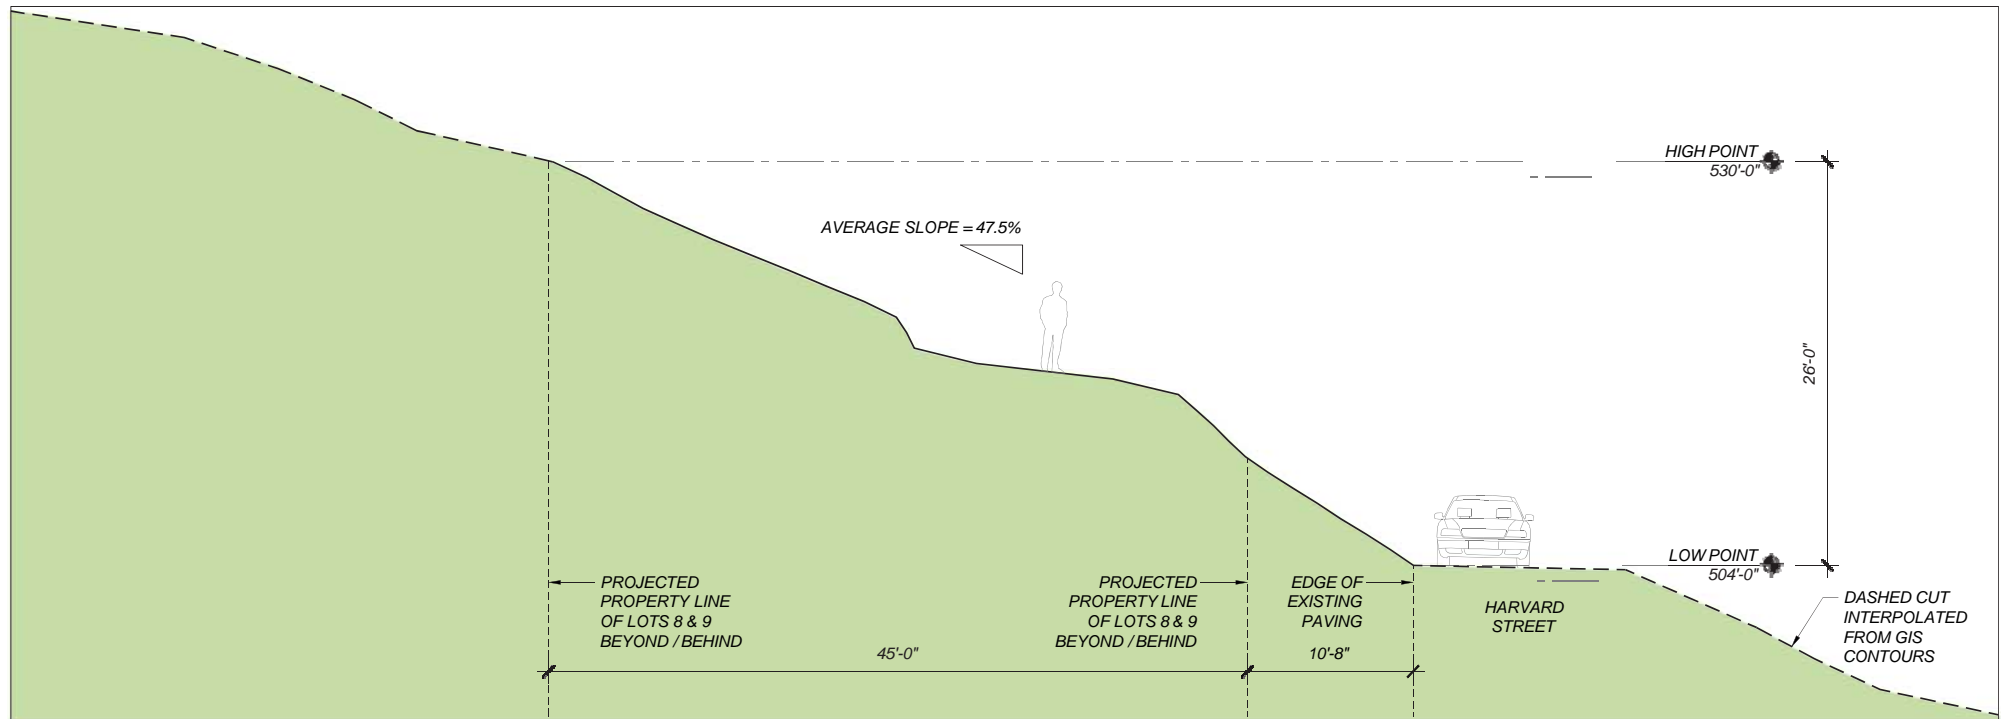 HIGH POINT
530'-0"
AVERAGE SLOPE = 47.5%
26'-0"
LOW POINT
504'-0"
PROJECTED
PROPERTY LINE
OF LOTS 8 & 9
BEYOND / BEHIND
PROJECTED
PROPERTY LINE
OF LOTS 8 & 9
BEYOND / BEHIND
EDGE OF
EXISTING
PAVING
HARVARD
STREET
DASHED CUT
INTERPOLATED
FROM GIS
CONTOURS
45'-0"
10'-8"